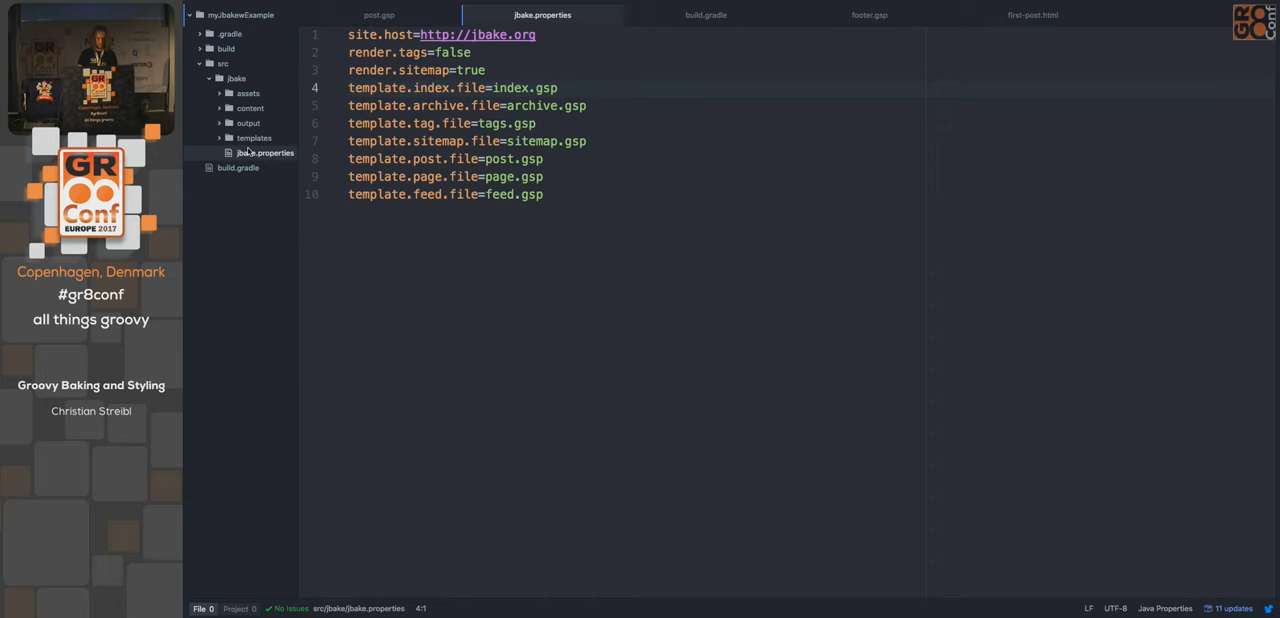 GR
Conf
EUROPE 2017
Copenhagen, Denmark
#gr8conf
all things groovy
Groovy Baking and Styling
Christian Streibl
myJbakewExample
.gradle
build
src
jbake
assets
content
output
templates
jbake.properties
build.gradle
post.gsp
jbake.properties
build.gradle
footer.gsp
first-post.html
1 site.host=http://jbake.org
2 render.tags=false
3 render.sitemap=true
4 template.index.file=index.gsp
5 template.archive.file=archive.gsp
6 template.tag.file=tags.gsp
7 template.sitemap.file=sitemap.gsp
8 template.post.file=post.gsp
9 template.page.file=page.gsp
10 template.feed.file=feed.gsp
File 0 Project 0 No Issues src/jbake/jbake.properties 4:1
LF UTF-8 Java Properties 11 updates
GR
Conf